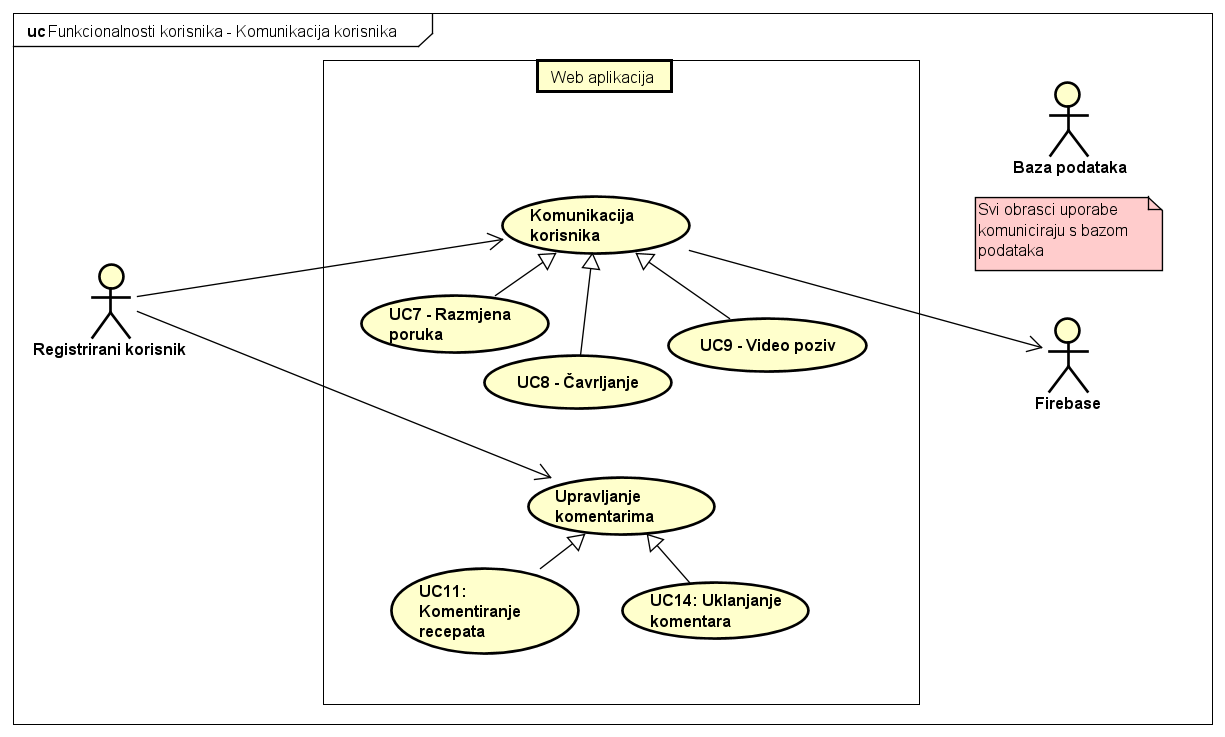 uc Funkcionalnosti korisnika - Komunikacija korisnika
Web aplikacija
Baza podataka
Svi obrasci uporabe
komuniciraju s bazom
podataka
Komunikacija
korisnika
Registrirani korisnik
UC7 - Razmjena
poruka
UC8 - Čavrljanje
UC9 - Video poziv
Firebase
Upravljanje
komentarima
UC11:
Komentiranje
recepata
UC14: Uklanjanje
komentara